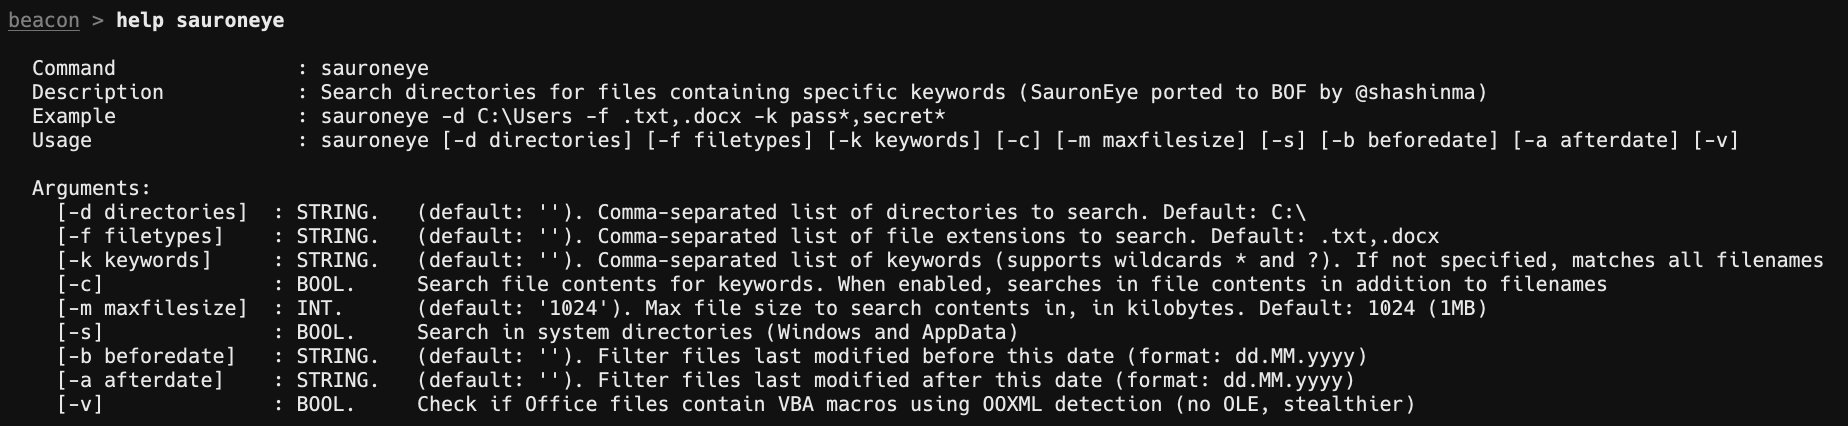 beacon > help sauroneye
Command : sauroneye
Description : Search directories for files containing specific keywords (SauronEye ported to BOF by @shashinma)
Example : sauroneye -d C:\Users -f .txt,.docx -k pass*,secret*
Usage : sauroneye [-d directories] [-f filetypes] [-k keywords] [-c] [-m maxfilesize] [-s] [-b beforedate] [-a afterdate] [-v]
Arguments:
[-d directories] : STRING. (default: ''). Comma-separated list of directories to search. Default: C:\
[-f filetypes] : STRING. (default: ''). Comma-separated list of file extensions to search. Default: .txt,.docx
[-k keywords] : STRING. (default: ''). Comma-separated list of keywords (supports wildcards * and ?). If not specified, matches all filenames
[-c] : BOOL. Search file contents for keywords. When enabled, searches in file contents in addition to filenames
[-m maxfilesize] : INT. (default: '1024'). Max file size to search contents in, in kilobytes. Default: 1024 (1MB)
[-s] : BOOL. Search in system directories (Windows and AppData)
[-b beforedate] : STRING. (default: ''). Filter files last modified before this date (format: dd.MM.yyyy)
[-a afterdate] : STRING. (default: ''). Filter files last modified after this date (format: dd.MM.yyyy)
[-v] : BOOL. Check if Office files contain VBA macros using OOXML detection (no OLE, stealthier)